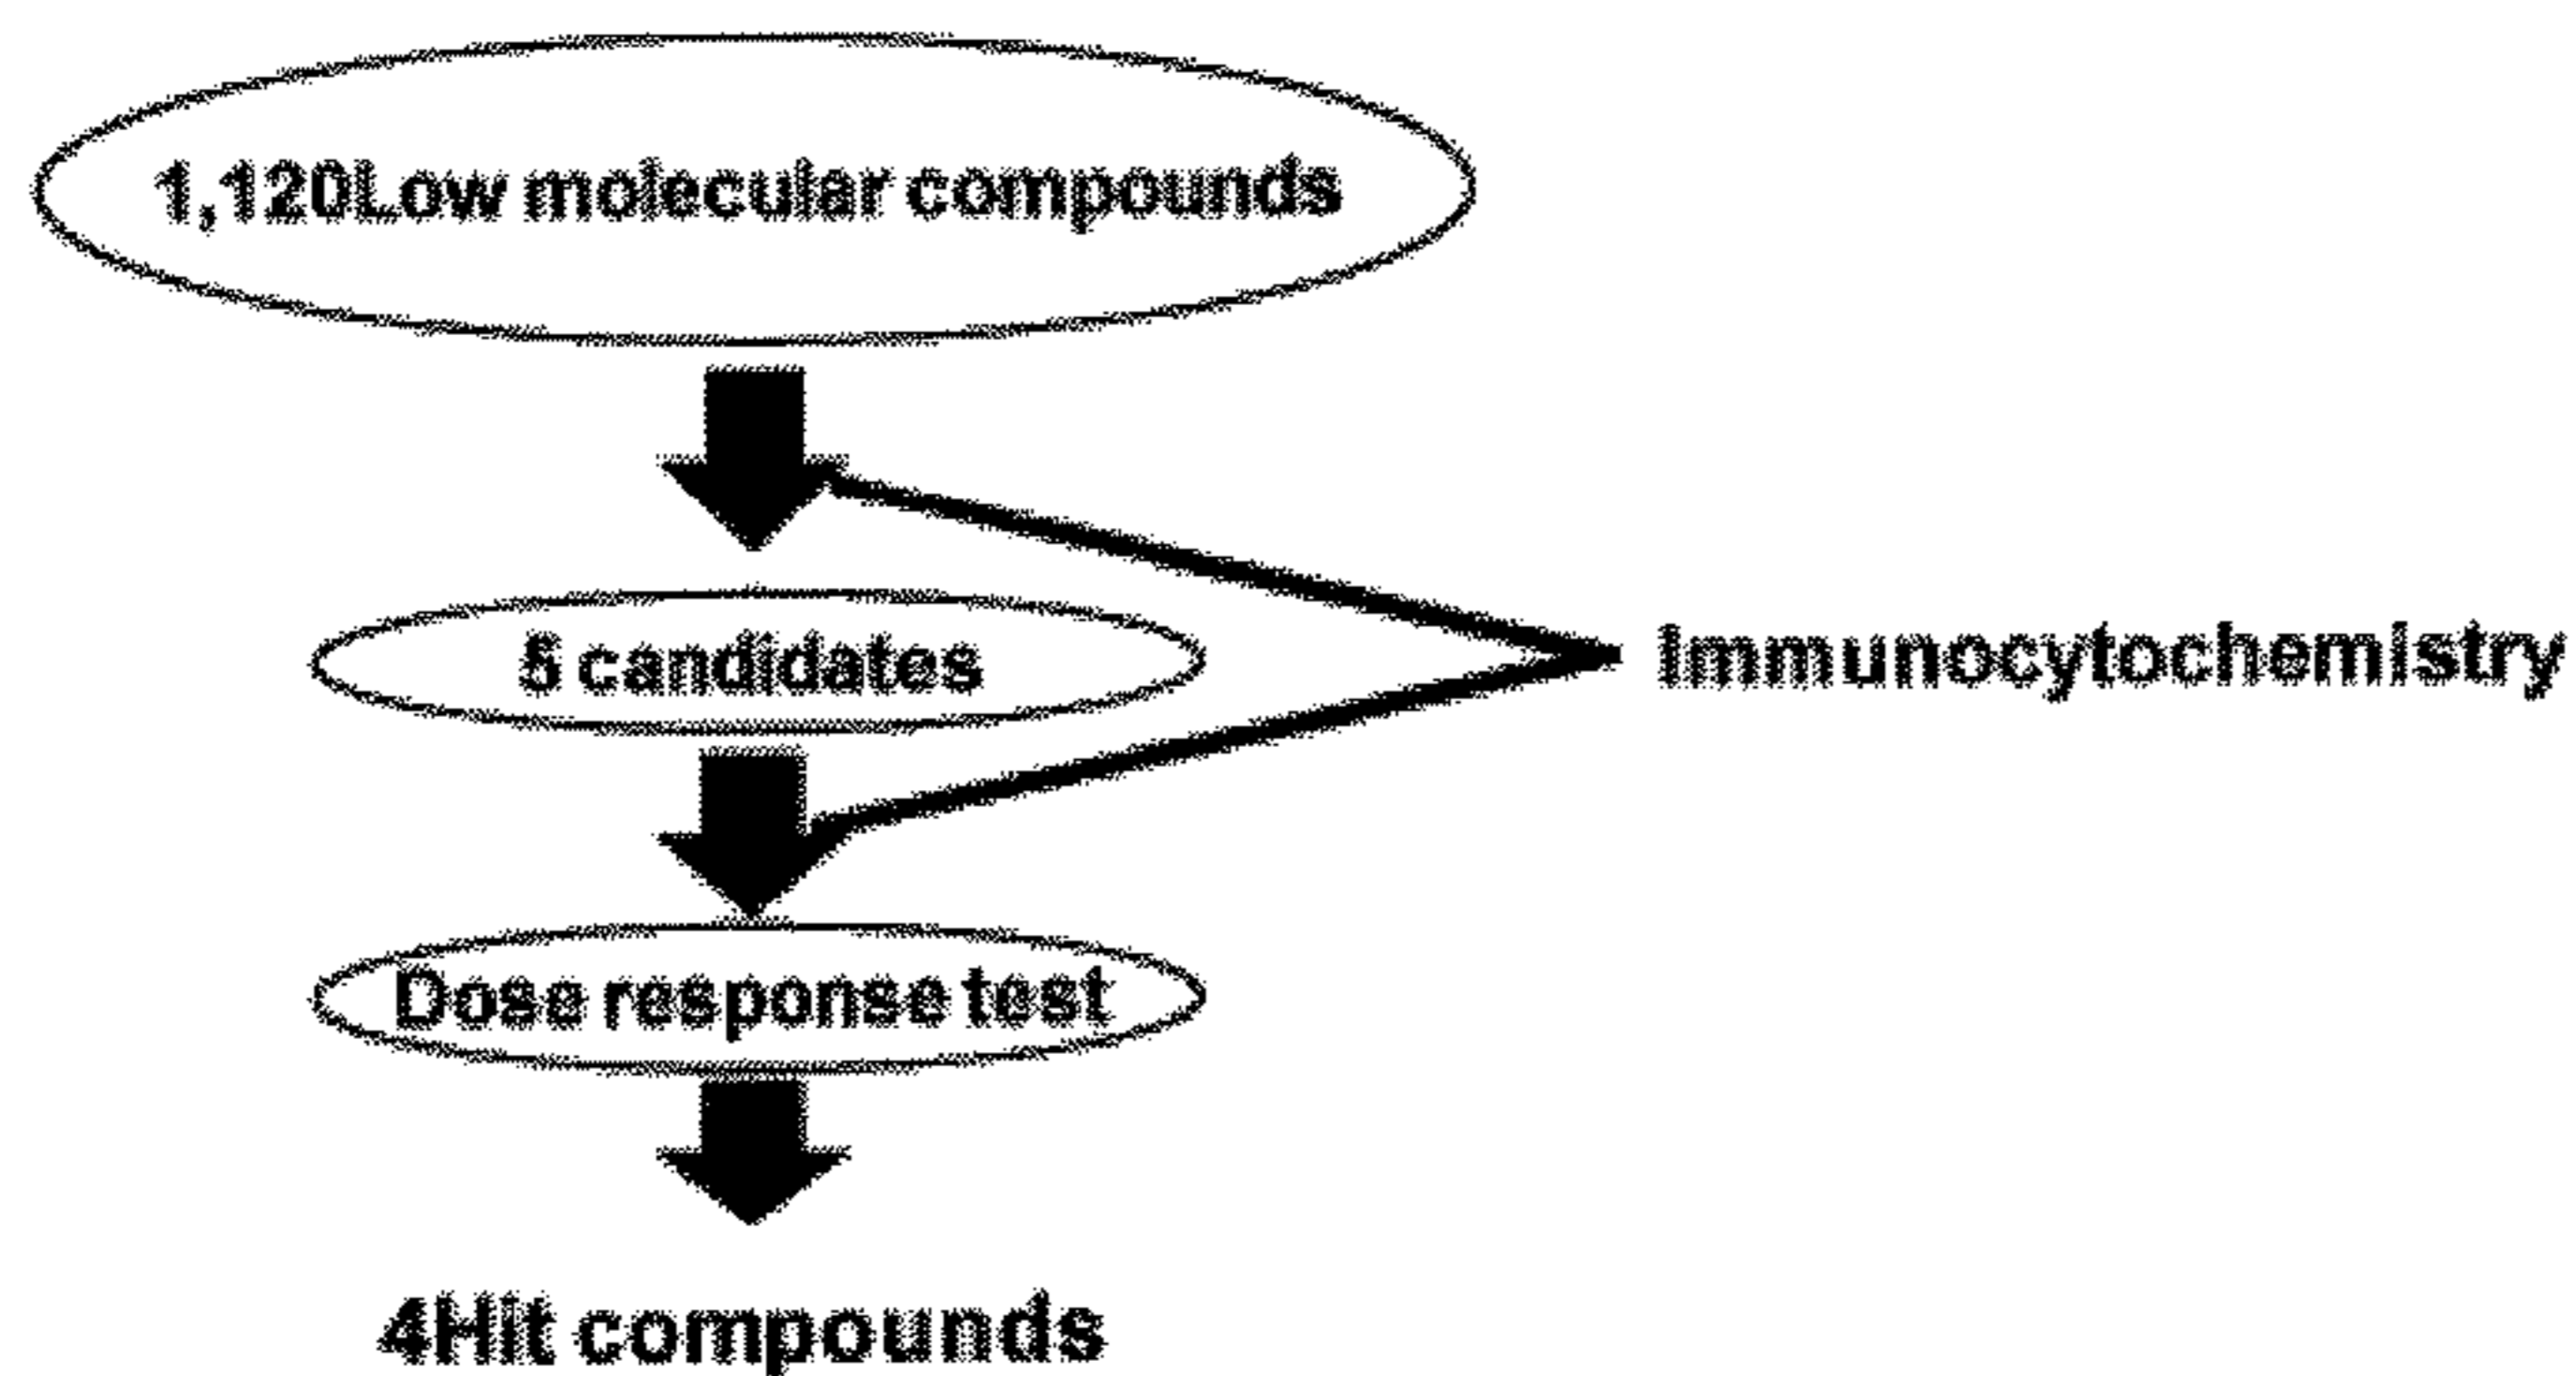 1,120Low molecular compounds
5 candidates
Immunocytochemistry
Dose response test
4Hit compounds